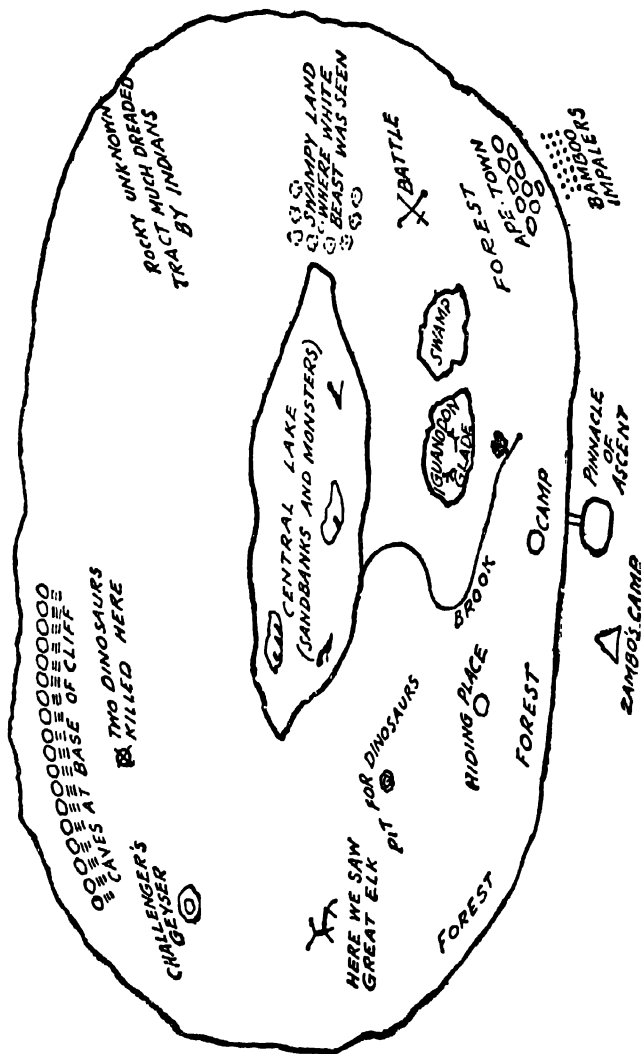 ROCKY UNKNOWN
TRACT MUCH DREADED
BY INDIANS
CAVES AT BASE OF CLIFF
TWO DINOSAURS
KILLED HERE
CHALLENGER'S
GEYSER
CENTRAL LAKE
(SANDBANKS AND MONSTERS)
SWAMPY LAND
WHERE WHITE
BEAST WAS SEEN
BATTLE
HERE WE SAW
GREAT ELK
PIT FOR DINOSAURS
IGUANODON
GLADE
SWAMP
FOREST
APE-TOWN
BROOK
HIDING PLACE
CAMP
FOREST
FOREST
BAMBOO
IMPALERS
PINNACLE
OF
ASCENT
ZAMBO'S CAMP